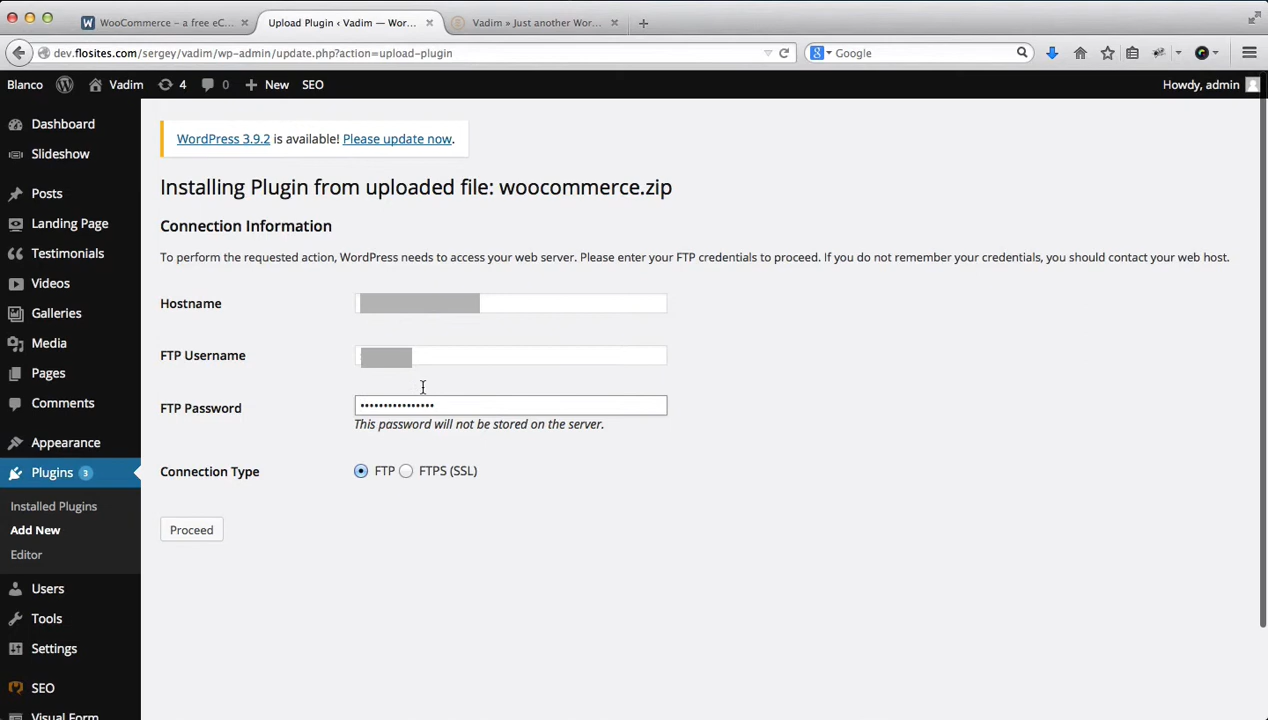 WooCommerce – a free eC...
Upload Plugin ‹ Vadim — Wor...
Vadim » Just another Wor...
dev.flosites.com/sergey/vadim/wp-admin/update.php?action=upload-plugin
Google
Blanco
Vadim
4
0
New
SEO
Howdy, admin
Dashboard
Slideshow
Posts
Landing Page
Testimonials
Videos
Galleries
Media
Pages
Comments
Appearance
Plugins 3
Installed Plugins
Add New
Editor
Users
Tools
Settings
SEO
Visual Form
WordPress 3.9.2 is available! Please update now.
Installing Plugin from uploaded file: woocommerce.zip
Connection Information
To perform the requested action, WordPress needs to access your web server. Please enter your FTP credentials to proceed. If you do not remember your credentials, you should contact your web host.
Hostname
FTP Username
FTP Password
••••••••••••••••
This password will not be stored on the server.
Connection Type
FTP
FTPS (SSL)
Proceed